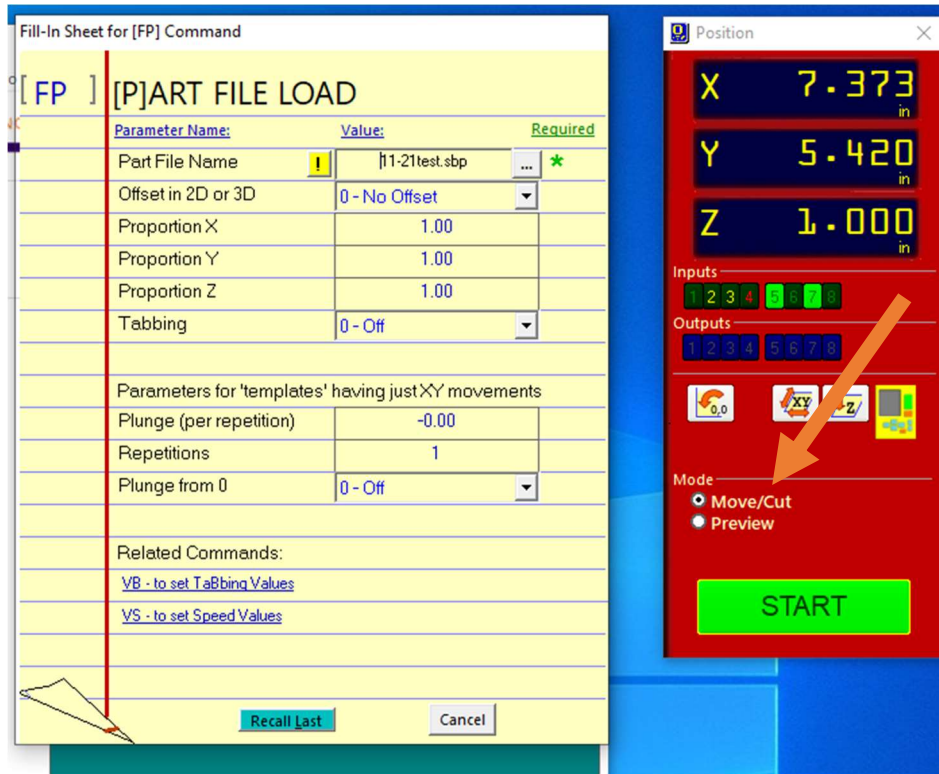 Fill-In Sheet for [FP] Command
[ FP ] [P]ART FILE LOAD
Parameter Name: Value: Required
Part File Name ! 11-21test.sbp ... *
Offset in 2D or 3D 0 - No Offset
Proportion X 1.00
Proportion Y 1.00
Proportion Z 1.00
Tabbing 0 - Off
Parameters for 'templates' having just XY movements
Plunge (per repetition) -0.00
Repetitions 1
Plunge from 0 0 - Off
Related Commands:
VB - to set TaBbing Values
VS - to set Speed Values
Recall Last Cancel
Position
X 7.373
in
Y 5.420
in
Z 1.000
in
Inputs
1 2 3 4 5 6 7 8
Outputs
1 2 3 4 5 6 7 8
0,0 XY Z
Mode
Move/Cut
Preview
START